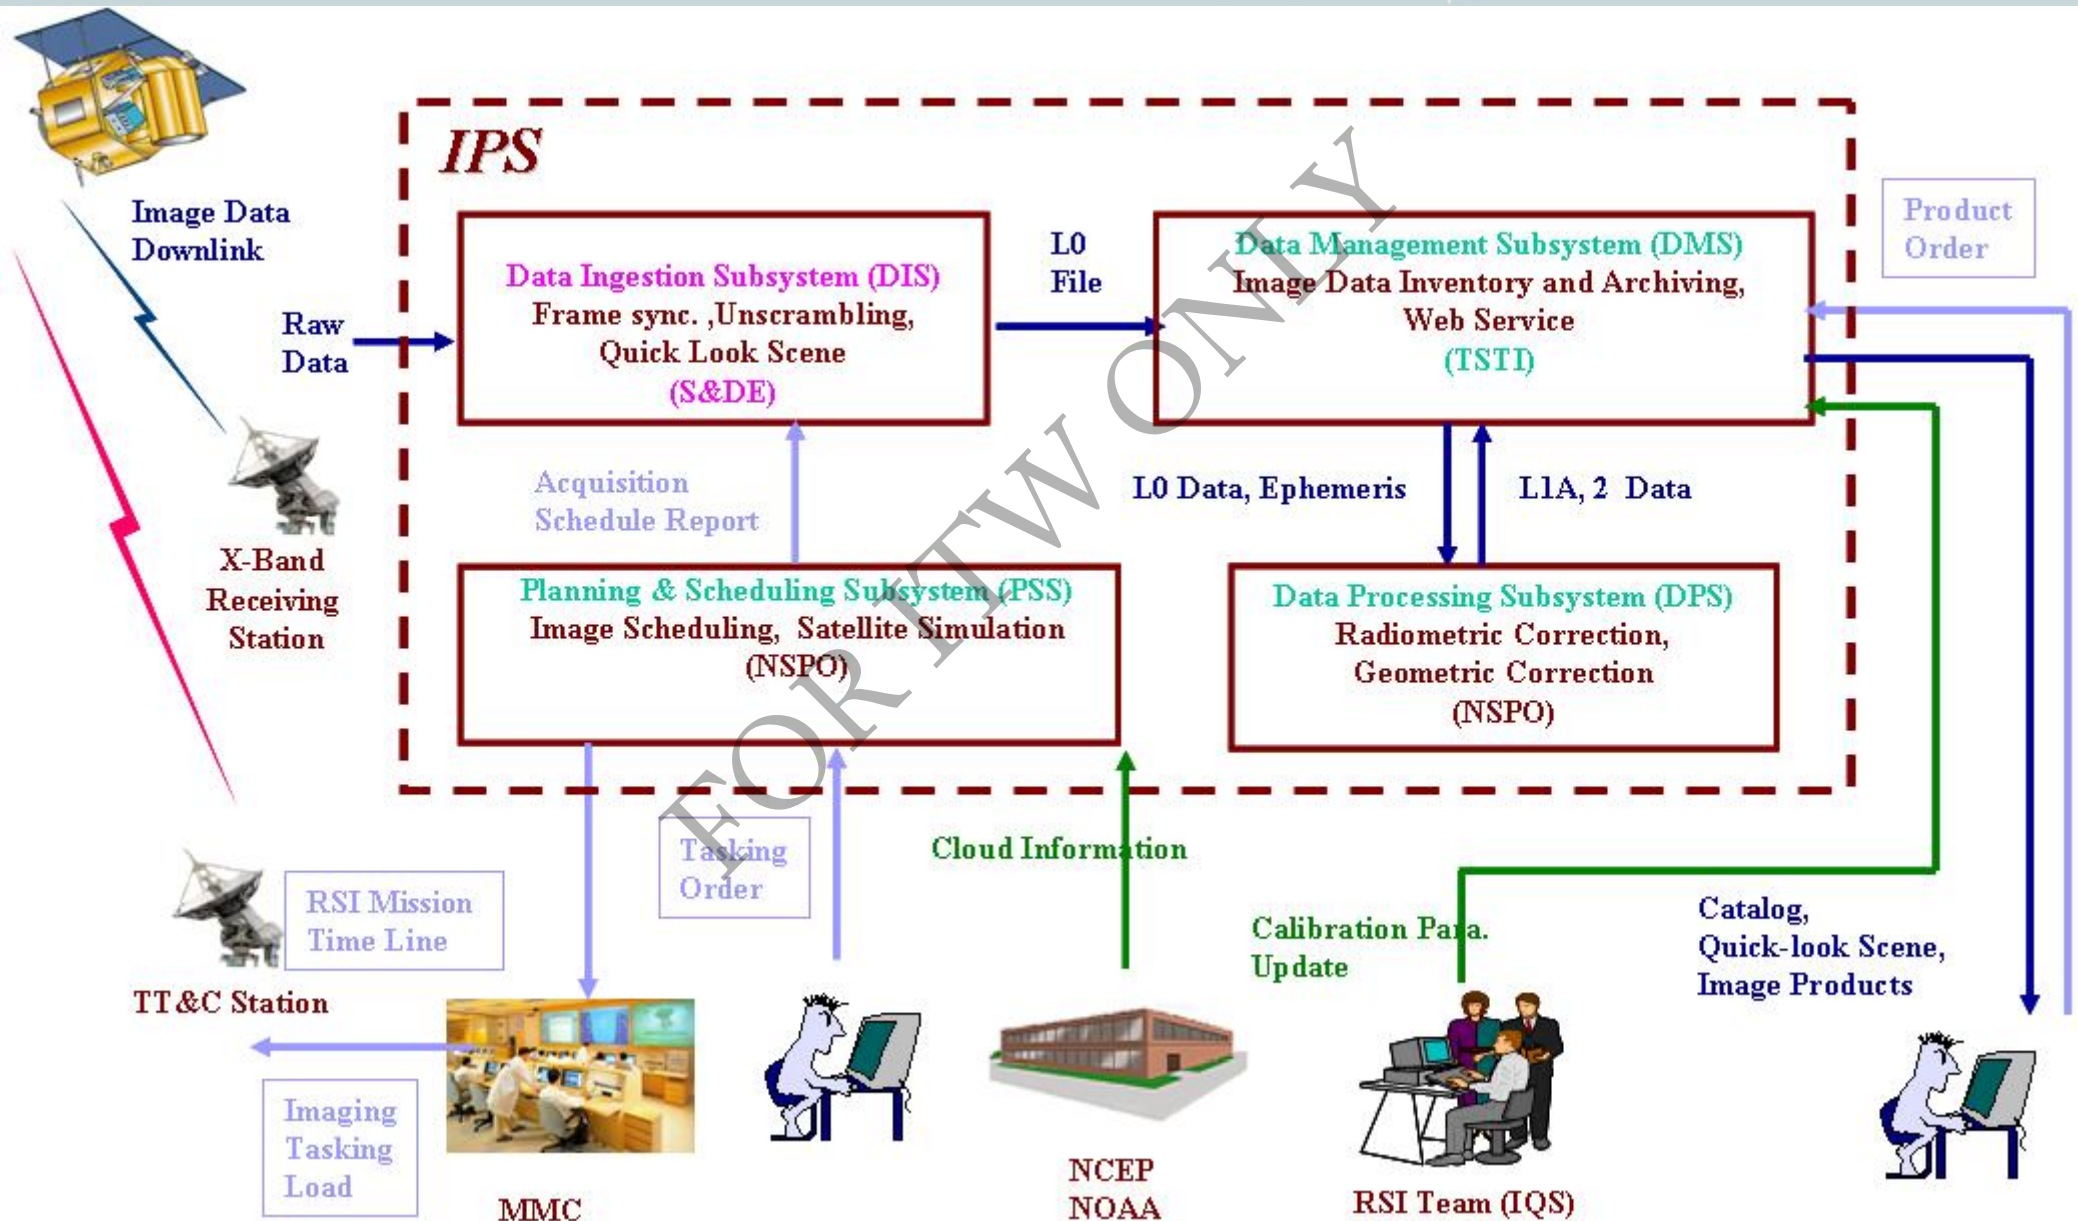 IPS
Image Data
Downlink
Raw
Data
Data Ingestion Subsystem (DIS)
Frame sync. ,Unscrambling,
Quick Look Scene
(S&DE)
L0
File
Data Management Subsystem (DMS)
Image Data Inventory and Archiving,
Web Service
(TSTI)
Product
Order
Acquisition
Schedule Report
L0 Data, Ephemeris
L1A, 2 Data
X-Band
Receiving
Station
Planning & Scheduling Subsystem (PSS)
Image Scheduling, Satellite Simulation
(NSPO)
Data Processing Subsystem (DPS)
Radiometric Correction,
Geometric Correction
(NSPO)
FOR ITW ONLY
Tasking
Order
Cloud Information
RSI Mission
Time Line
Calibration Para.
Update
Catalog,
Quick-look Scene,
Image Products
TT&C Station
Imaging
Tasking
Load
MMC
NCEP
NOAA
RSI Team (IQS)